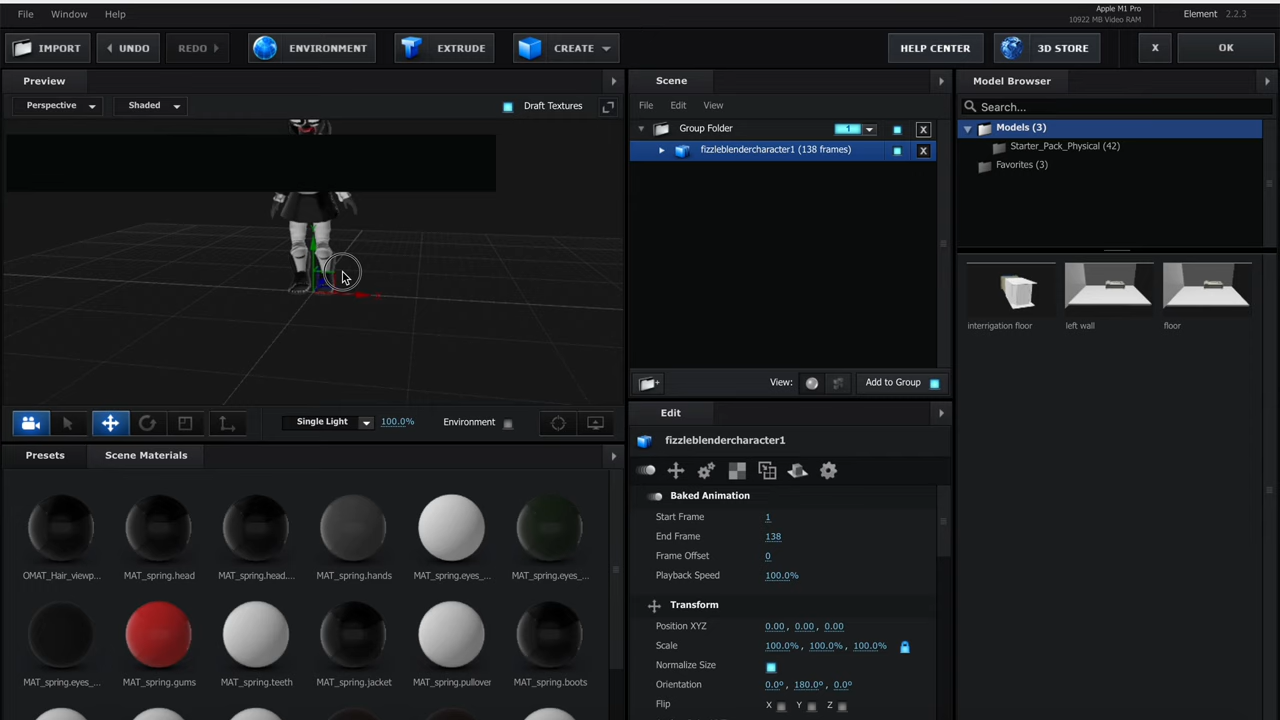 File Window Help
Apple M1 Pro
10922 MB Video RAM
Element 2.2.3
IMPORT UNDO REDO ENVIRONMENT EXTRUDE CREATE HELP CENTER 3D STORE X OK
Preview
Perspective Shaded Draft Textures
Single Light 100.0% Environment
Presets Scene Materials
OMAT_Hair_viewp... MAT_spring.head MAT_spring.head.... MAT_spring.hands MAT_spring.eyes_... MAT_spring.eyes_...
MAT_spring.eyes_... MAT_spring.gums MAT_spring.teeth MAT_spring.jacket MAT_spring.pullover MAT_spring.boots
Scene
File Edit View
Group Folder 1 X
fizzleblendercharacter1 (138 frames) X
View: Add to Group
Edit
fizzleblendercharacter1
Baked Animation
Start Frame 1
End Frame 138
Frame Offset 0
Playback Speed 100.0%
Transform
Position XYZ 0.00, 0.00, 0.00
Scale 100.0%, 100.0%, 100.0%
Normalize Size
Orientation 0.0º, 180.0º, 0.0º
Flip X Y Z
Model Browser
Search...
Models (3)
Starter_Pack_Physical (42)
Favorites (3)
interrigation floor left wall floor